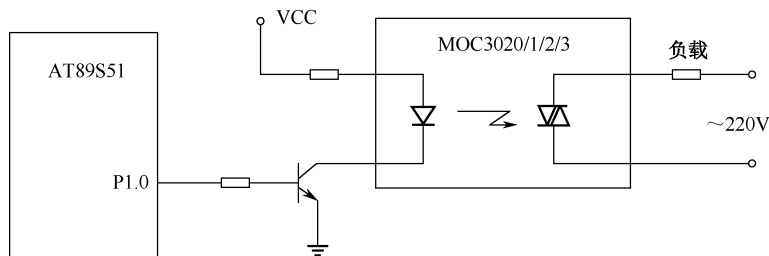 VCC
MOC3020/1/2/3
负载
AT89S51
～220V
P1.0